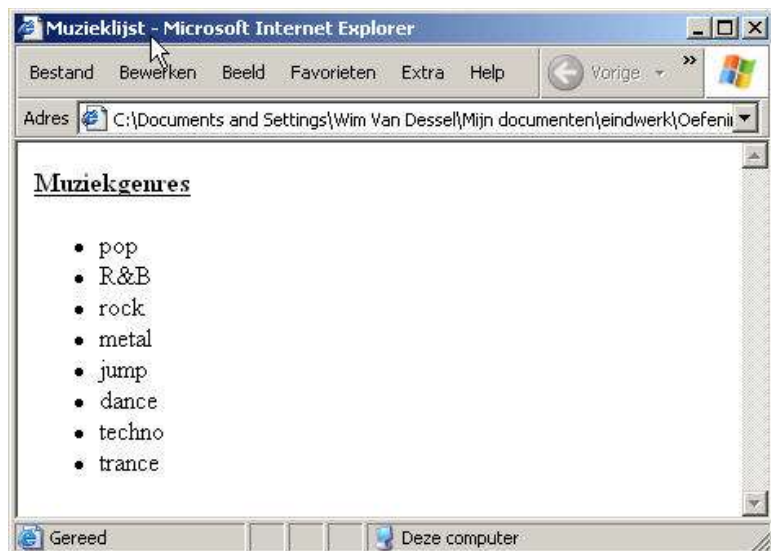 Muzieklijst - Microsoft Internet Explorer
Bestand Bewerken Beeld Favorieten Extra Help Vorige »
Adres C:\Documents and Settings\Wim Van Dessel\Mijn documenten\eindwerk\Oefenin
Muziekgenres
• pop
• R&B
• rock
• metal
• jump
• dance
• techno
• trance
Gereed Deze computer